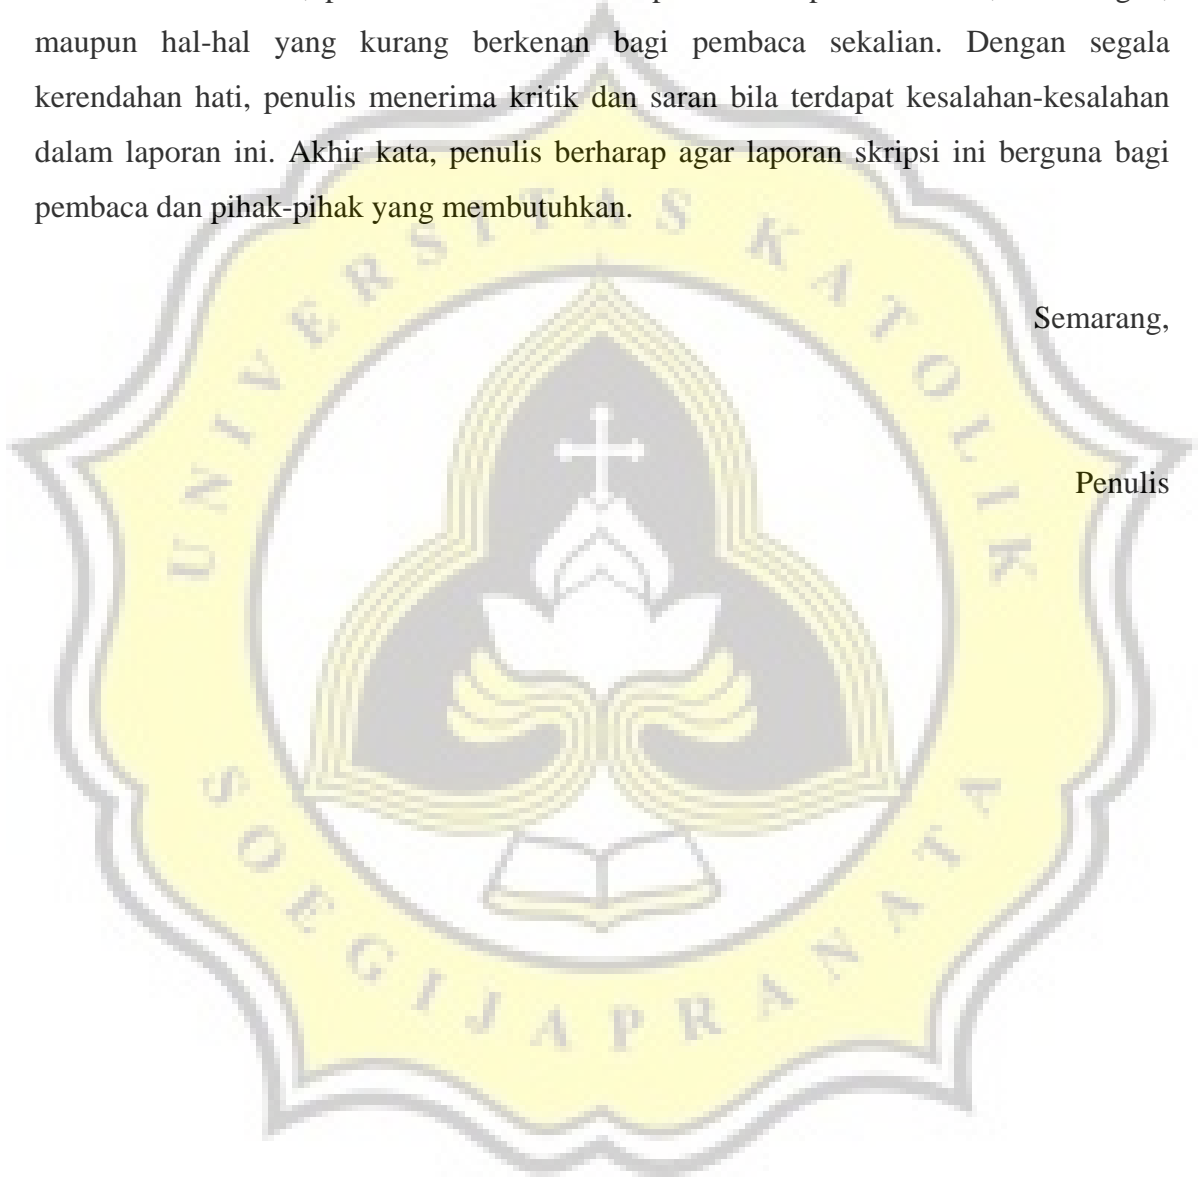 maupun hal-hal yang kurang berkenan bagi pembaca sekalian. Dengan segala
kerendahan hati, penulis menerima kritik dan saran bila terdapat kesalahan-kesalahan
dalam laporan ini. Akhir kata, penulis berharap agar laporan skripsi ini berguna bagi
pembaca dan pihak-pihak yang membutuhkan.
Semarang,
Penulis
UNIVERSITAS KATOLIK
SOEGIJAPRANATA